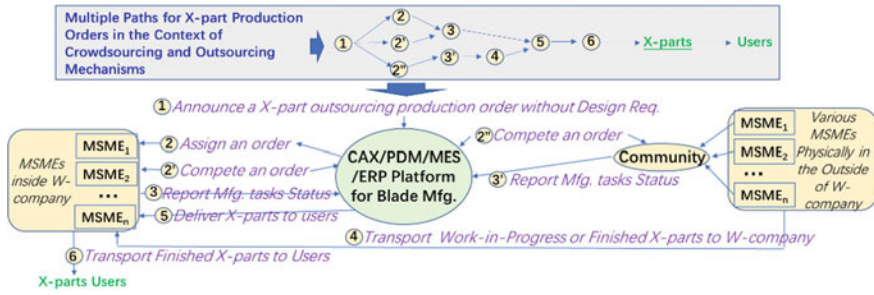 Multiple Paths for X-part Production
Orders in the Context of
Crowdsourcing and Outsourcing
Mechanisms
1
2
2'
2''
3
3'
4
5
6
X-parts
Users
1 Announce a X-part outsourcing production order without Design Req.
MSMEs
inside W-
company
MSME1
MSME2
...
MSMEn
2 Assign an order
2' Compete an order
3 Report Mfg. tasks Status
5 Deliver X-parts to users
CAX/PDM/MES
/ERP Platform
for Blade Mfg.
2'' Compete an order
Community
3' Report Mfg. tasks Status
MSME1
MSME2
...
MSMEn
Various
MSMEs
Physically in
the Outside
of W-
company
4 Transport Work-in-Progress or Finished X-parts to W-company
6 Transport Finished X-parts to Users
X-parts Users